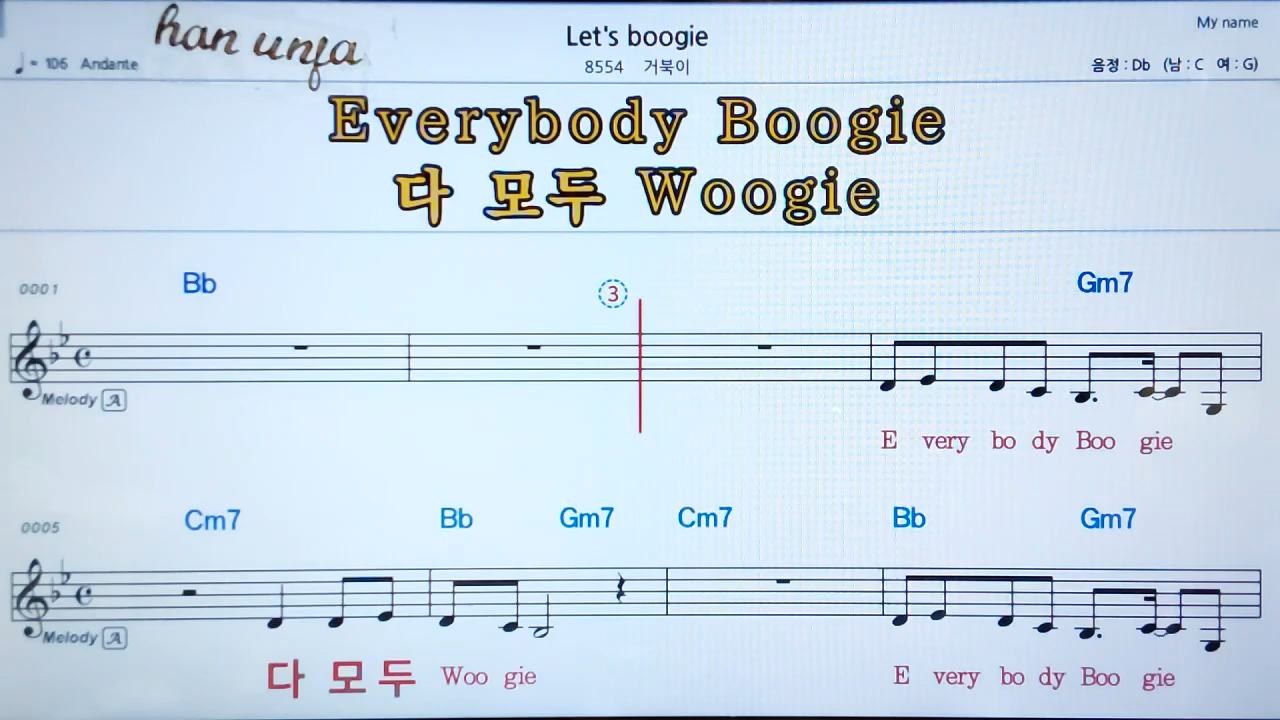 han unja
Let's boogie
My name
♩= 106 Andante
8554 거북이
음정 : Db (남 : C 여 : G)
Everybody Boogie
다 모두 Woogie
0001 Bb ③ Gm7
Melody A
E very bo dy Boo gie
0005 Cm7 Bb Gm7 Cm7 Bb Gm7
Melody A
다 모 두 Woo gie E very bo dy Boo gie